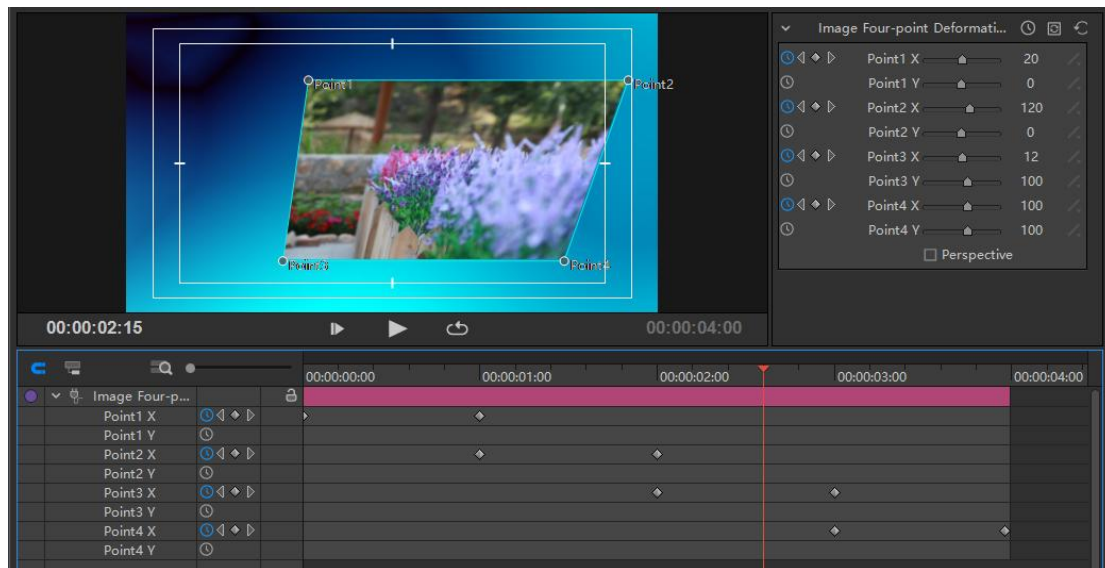 Point1
Point2
Point3
Point4
00:00:02:15
00:00:04:00
Image Four-point Deformati...
Point1 X 20
Point1 Y 0
Point2 X 120
Point2 Y 0
Point3 X 12
Point3 Y 100
Point4 X 100
Point4 Y 100
Perspective
00:00:00:00 00:00:01:00 00:00:02:00 00:00:03:00 00:00:04:00
Image Four-p...
Point1 X
Point1 Y
Point2 X
Point2 Y
Point3 X
Point3 Y
Point4 X
Point4 Y